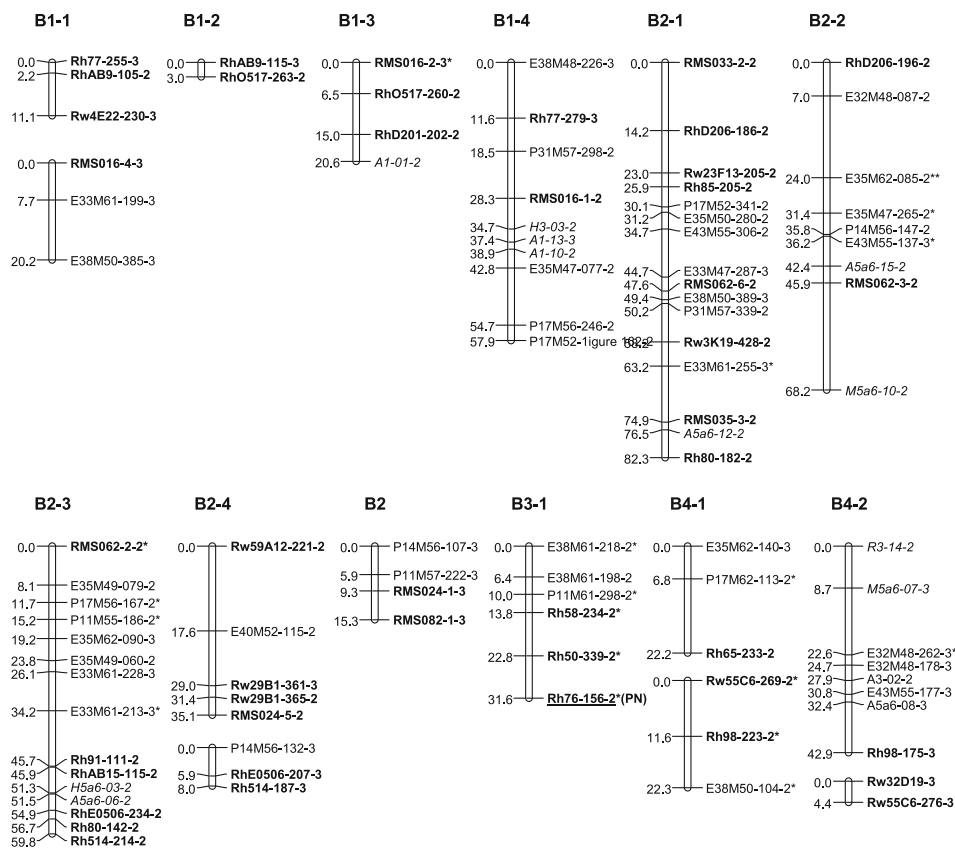 B1-1 B1-2 B1-3 B1-4 B2-1 B2-2
0.0 Rh77-255-3
2.2 RhAB9-105-2
11.1 Rw4E22-230-3
0.0 RMS016-4-3
7.7 E33M61-199-3
20.2 E38M50-385-3
0.0 RhAB9-115-3
3.0 RhO517-263-2
0.0 RMS016-2-3*
6.5 RhO517-260-2
15.0 RhD201-202-2
20.6 A1-01-2
0.0 E38M48-226-3
11.6 Rh77-279-3
18.5 P31M57-298-2
28.3 RMS016-1-2
34.7 H3-03-2
37.4 A1-13-3
38.9 A1-10-2
42.8 E35M47-077-2
54.7 P17M56-246-2
57.9 P17M52-1igure 162-2
0.0 RMS033-2-2
14.2 RhD206-186-2
23.0 Rw23F13-205-2
25.9 Rh85-205-2
30.1 P17M52-341-2
31.2 E35M50-280-2
34.7 E43M55-306-2
44.7 E33M47-287-3
47.6 RMS062-6-2
49.4 E38M50-389-3
50.2 P31M57-339-2
Rw3K19-428-2
63.2 E33M61-255-3*
74.9 RMS035-3-2
76.5 A5a6-12-2
82.3 Rh80-182-2
0.0 RhD206-196-2
7.0 E32M48-087-2
24.0 E35M62-085-2**
31.4 E35M47-265-2*
35.8 P14M56-147-2
36.2 E43M55-137-3*
42.4 A5a6-15-2
45.9 RMS062-3-2
68.2 M5a6-10-2
B2-3 B2-4 B2 B3-1 B4-1 B4-2
0.0 RMS062-2-2*
8.1 E35M49-079-2
11.7 P17M56-167-2*
15.2 P11M55-186-2*
19.2 E35M62-090-3
23.8 E35M49-060-2
26.1 E33M61-228-3
34.2 E33M61-213-3*
45.7 Rh91-111-2
45.9 RhAB15-115-2
51.3 H5a6-03-2
51.5 A5a6-06-2
54.9 RhE0506-234-2
56.7 Rh80-142-2
59.8 Rh514-214-2
0.0 Rw59A12-221-2
17.6 E40M52-115-2
29.0 Rw29B1-361-3
31.4 Rw29B1-365-2
35.1 RMS024-5-2
0.0 P14M56-132-3
5.9 RhE0506-207-3
8.0 Rh514-187-3
0.0 P14M56-107-3
5.9 P11M57-222-3
9.3 RMS024-1-3
15.3 RMS082-1-3
0.0 E38M61-218-2*
6.4 E38M61-198-2
10.0 P11M61-298-2*
13.8 Rh58-234-2*
22.8 Rh50-339-2*
31.6 Rh76-156-2*(PN)
0.0 E35M62-140-3
6.8 P17M62-113-2*
22.2 Rh65-233-2
0.0 Rw55C6-269-2*
11.6 Rh98-223-2*
22.3 E38M50-104-2*
0.0 R3-14-2
8.7 M5a6-07-3
22.6 E32M48-262-3*
24.7 E32M48-178-3
27.9 A3-02-2
30.8 E43M55-177-3
32.4 A5a6-08-3
42.9 Rh98-175-3
0.0 Rw32D19-3
4.4 Rw55C6-276-3